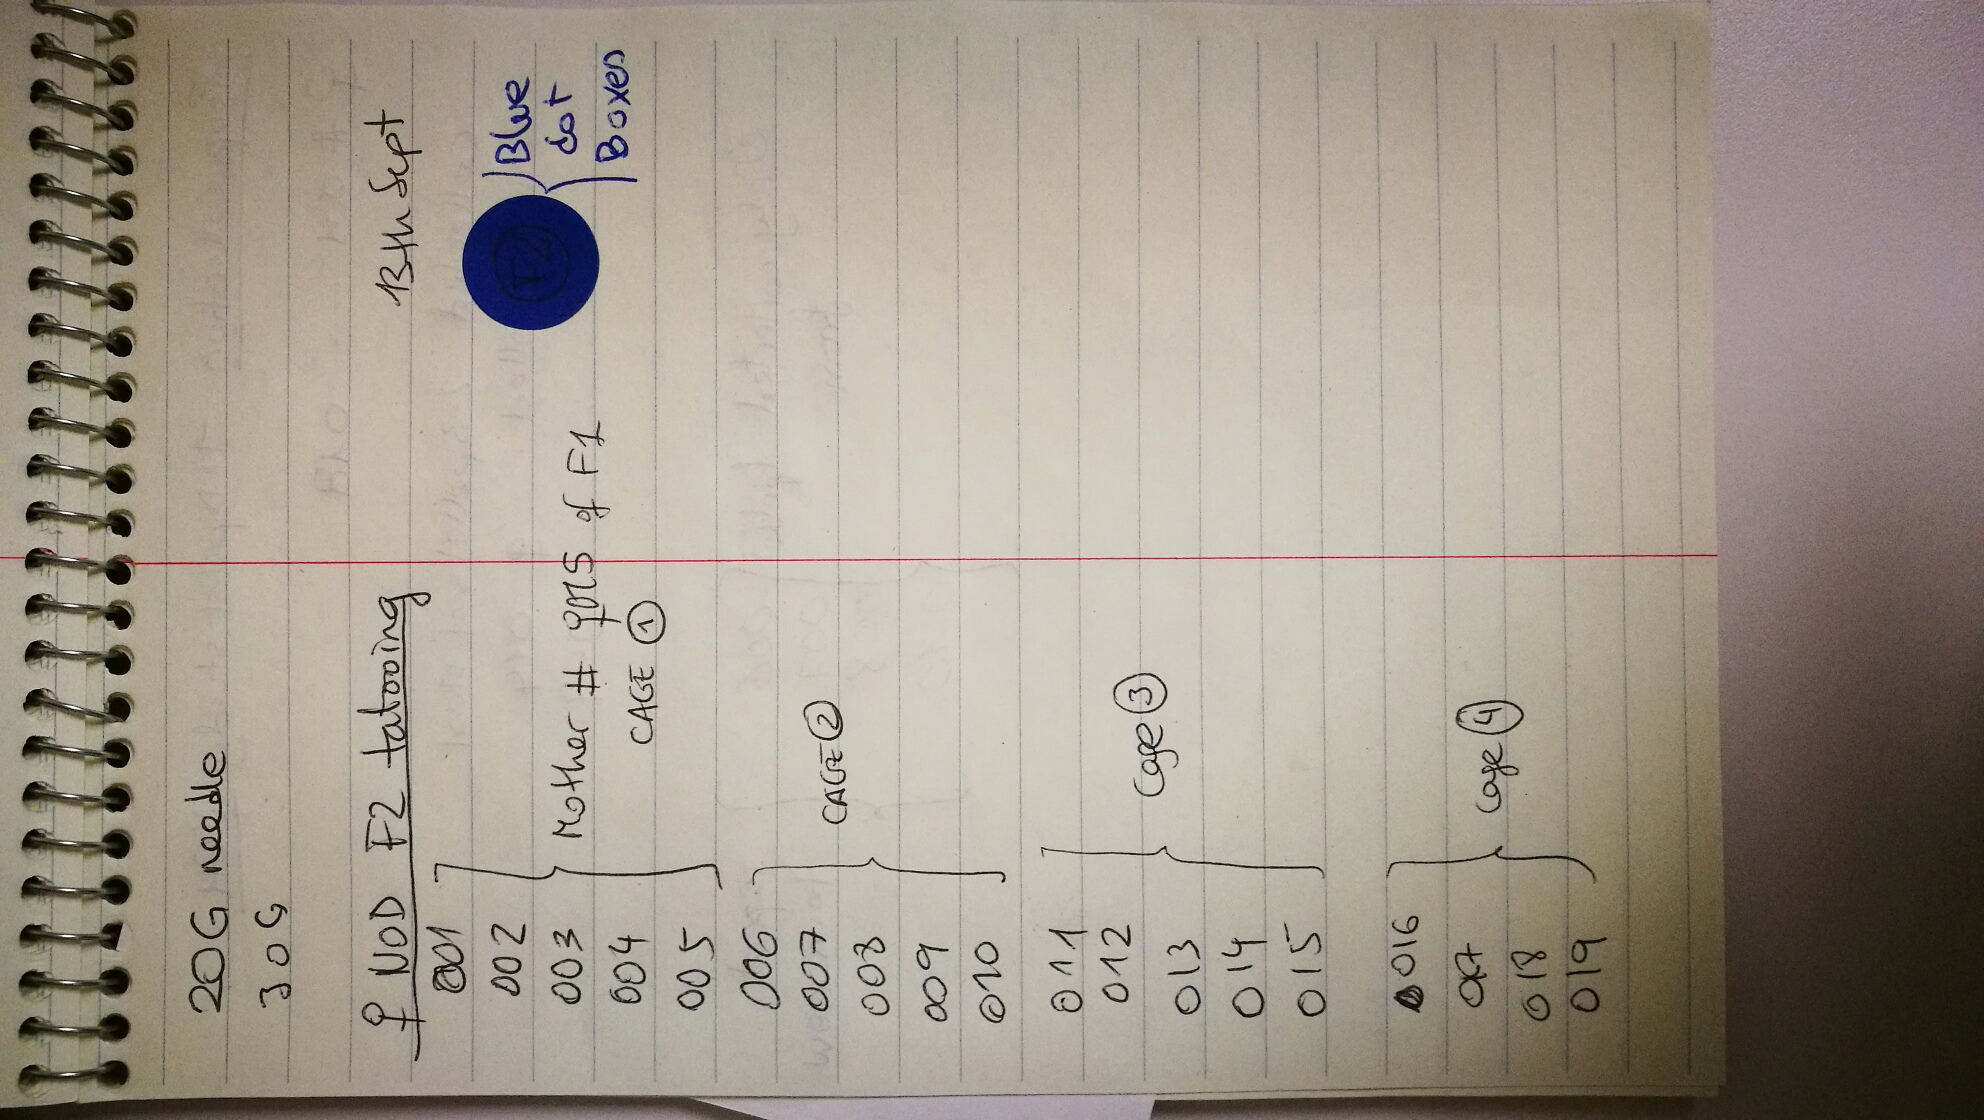 20G needle
30G
♀ NOD F2 tatooing 13th Sept
001
002
003
004
005
Mother # of F1
CAGE ①
F2
Blue
dot
Boxes
006
007
008
009
010
CAGE ②
011
012
013
014
015
Cage ③
016
017
018
019
Cage ④